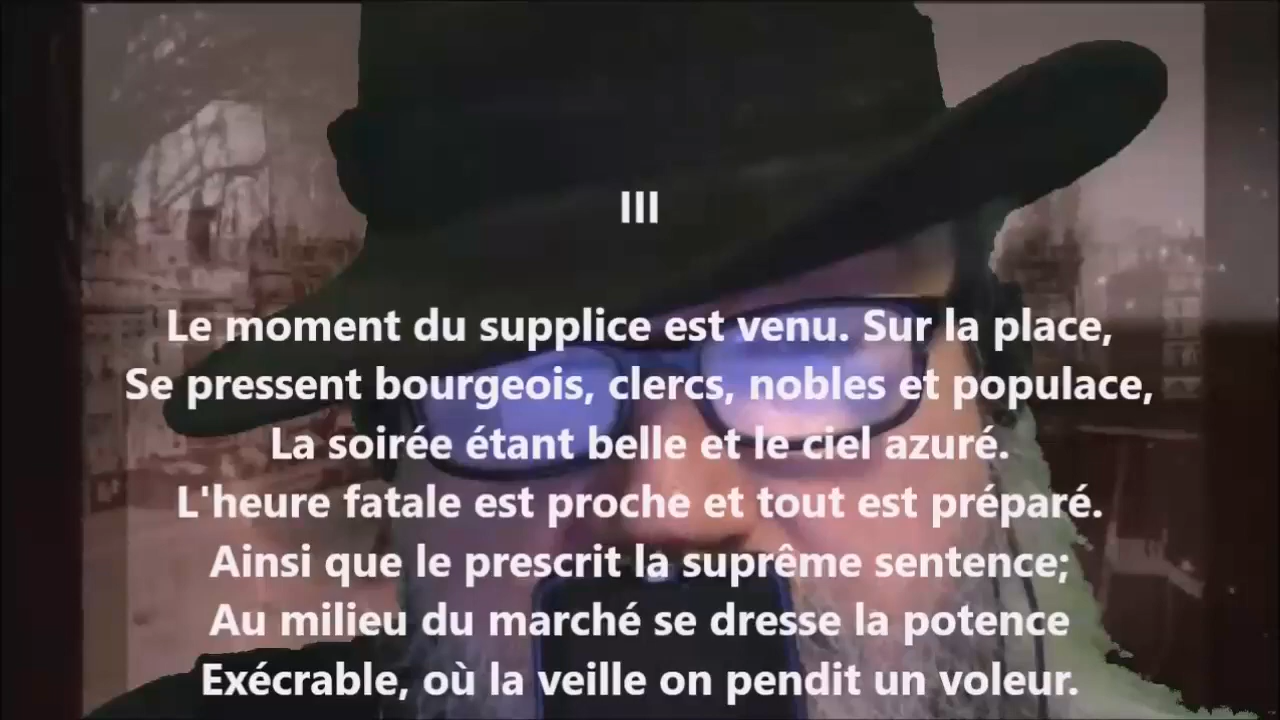 III
Le moment du supplice est venu. Sur la place,
Se pressent bourgeois, clercs, nobles et populace,
La soirée étant belle et le ciel azuré.
L'heure fatale est proche et tout est préparé.
Ainsi que le prescrit la suprême sentence;
Au milieu du marché se dresse la potence
Exécrable, où la veille on pendit un voleur.